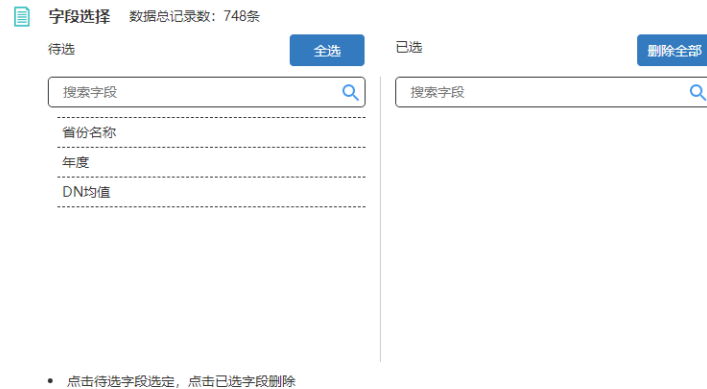 字段选择 数据总记录数：748条
待选 全选 已选 删除全部
搜索字段 搜索字段
省份名称
年度
DN均值
• 点击待选字段选定，点击已选字段删除